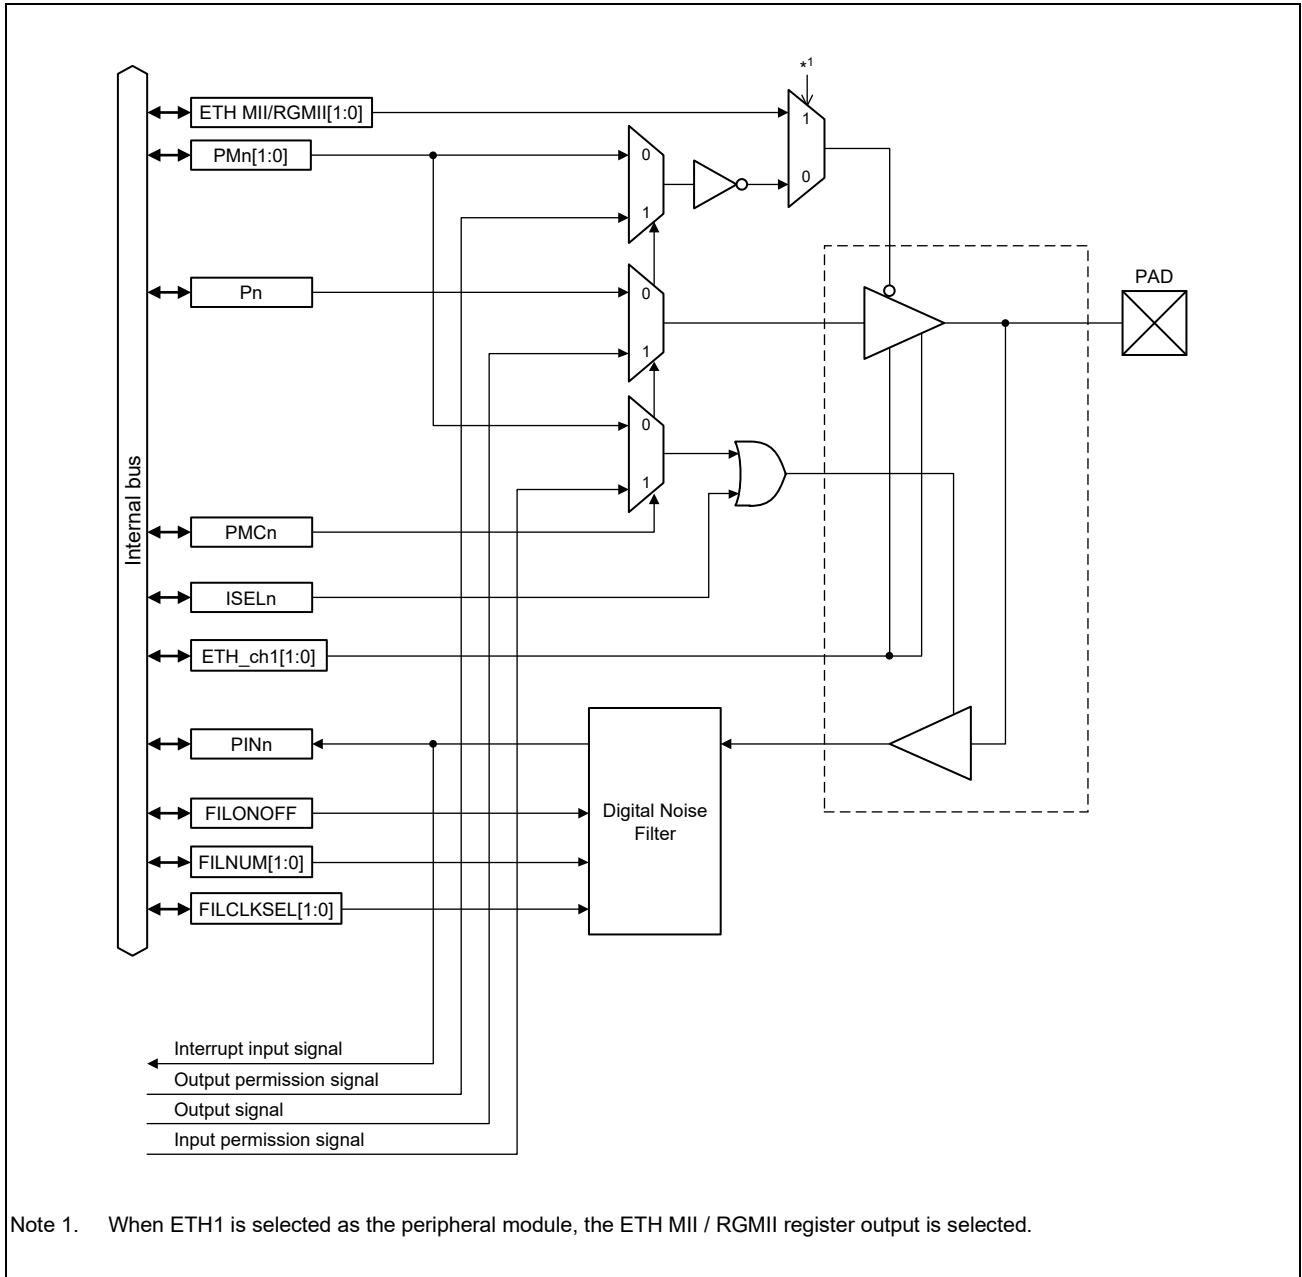 *1
ETH MII/RGMII[1:0]
1
PMn[1:0]
0
0
1
PAD
Pn
0
1
0
Internal bus
1
PMCn
ISELn
ETH_ch1[1:0]
PINn
FILONOFF
Digital Noise
Filter
FILNUM[1:0]
FILCLKSEL[1:0]
Interrupt input signal
Output permission signal
Output signal
Input permission signal
Note 1. When ETH1 is selected as the peripheral module, the ETH MII / RGMII register output is selected.